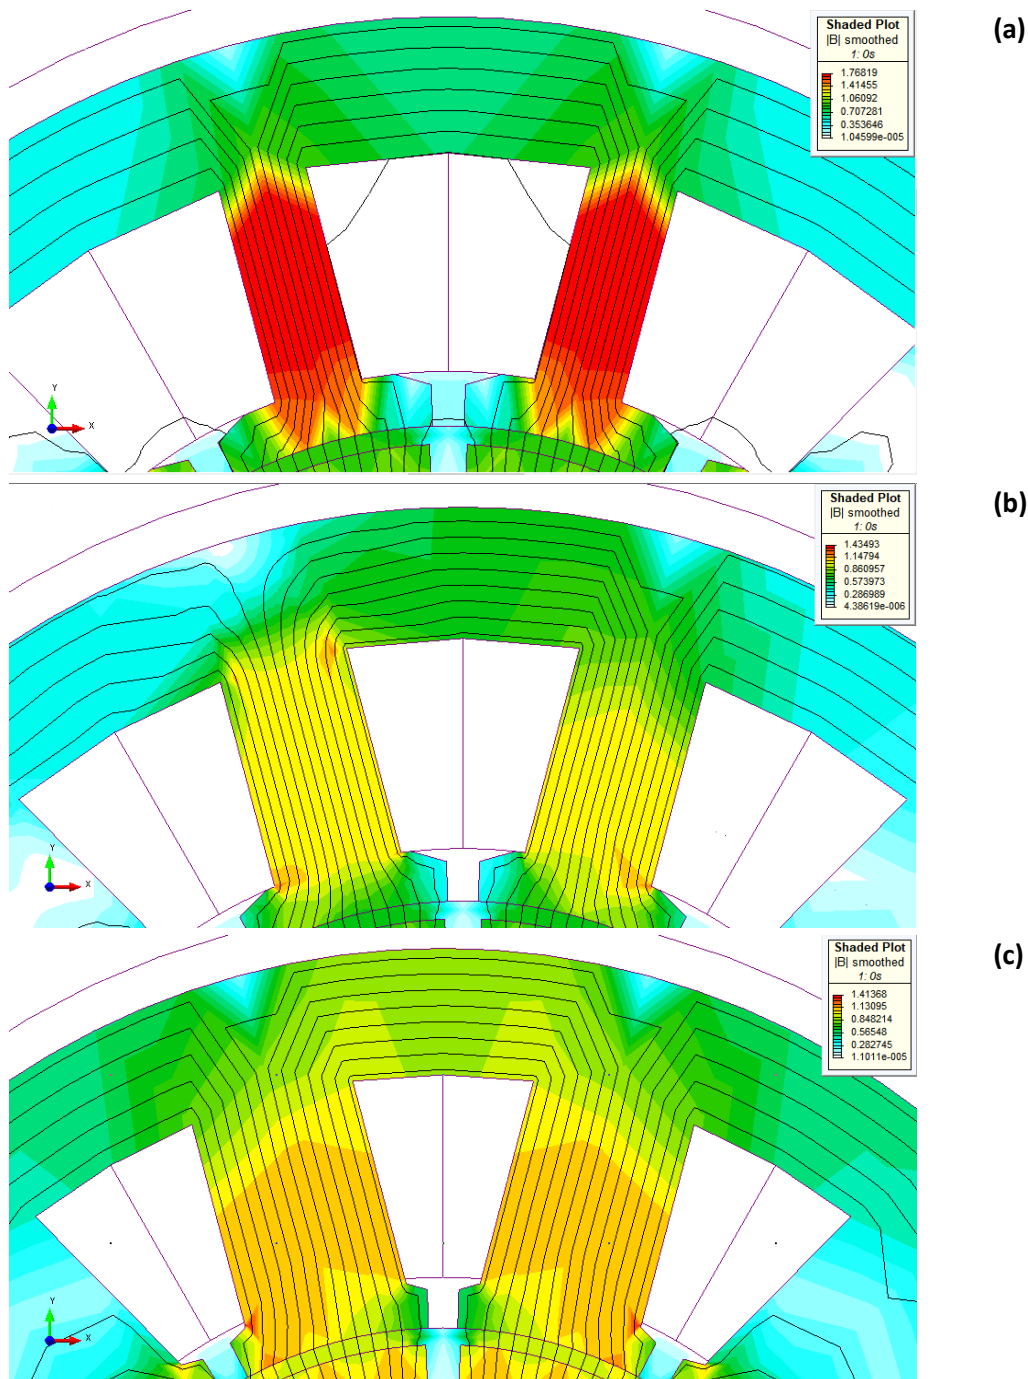 (a)
Shaded Plot
|B| smoothed
1: 0s
1.76819
1.41455
1.06092
0.707281
0.353646
1.04599e-005
Y
X
(b)
Shaded Plot
|B| smoothed
1: 0s
1.43493
1.14794
0.860957
0.573973
0.286989
4.38619e-006
Y
X
(c)
Shaded Plot
|B| smoothed
1: 0s
1.41368
1.13095
0.848214
0.56548
0.282745
1.1011e-005
Y
X